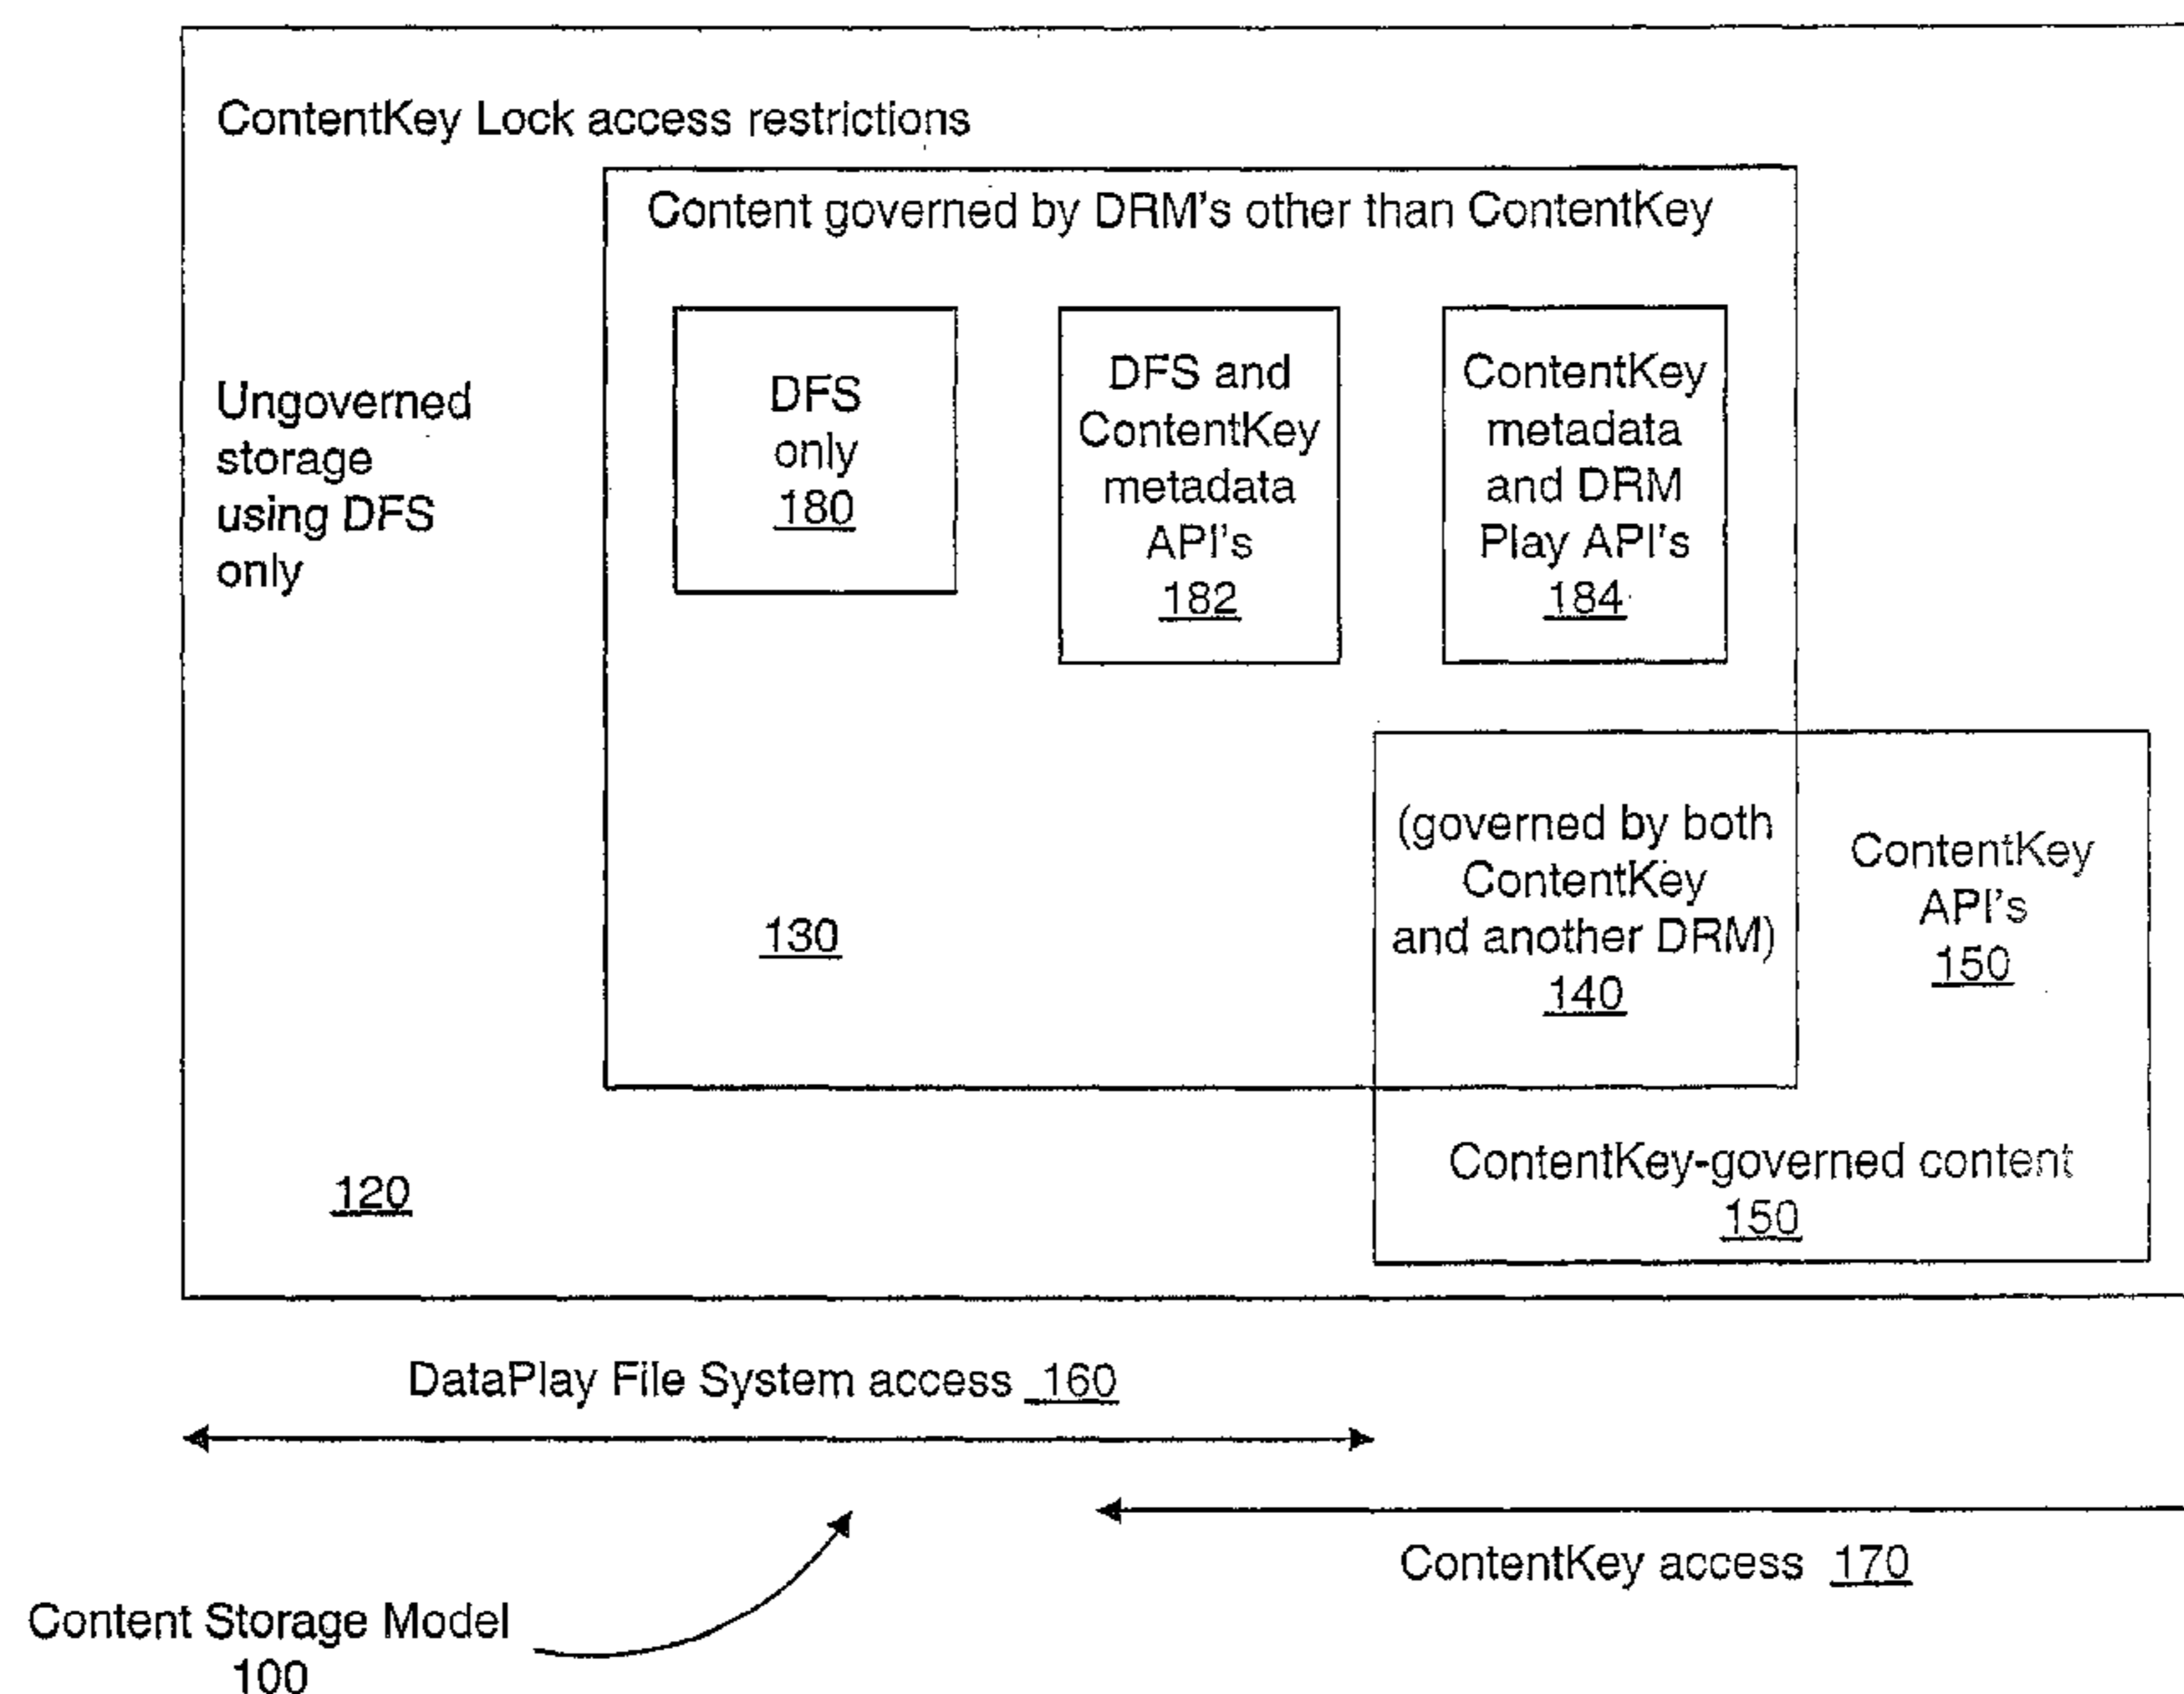 ContentKey Lock access restrictions
Content governed by DRM's other than ContentKey
Ungoverned
storage
using DFS
only
DFS
only
180
DFS and
ContentKey
metadata
API's
182
ContentKey
metadata
and DRM
Play API's
184
130
(governed by both
ContentKey
and another DRM)
140
ContentKey
API's
150
ContentKey-governed content
150
120
DataPlay File System access 160
ContentKey access 170
Content Storage Model
100